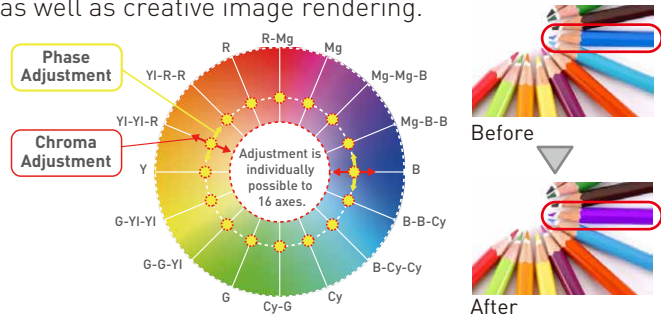 as well as creative image rendering.
Phase
Adjustment
Chroma
Adjustment
R-Mg
R
Mg
YI-R-R
Mg-Mg-B
YI-YI-R
Mg-B-B
Y
B
G-YI-YI
B-B-Cy
G-G-YI
B-Cy-Cy
G
Cy
Cy-G
Adjustment is
individually
possible to
16 axes.
Before
After